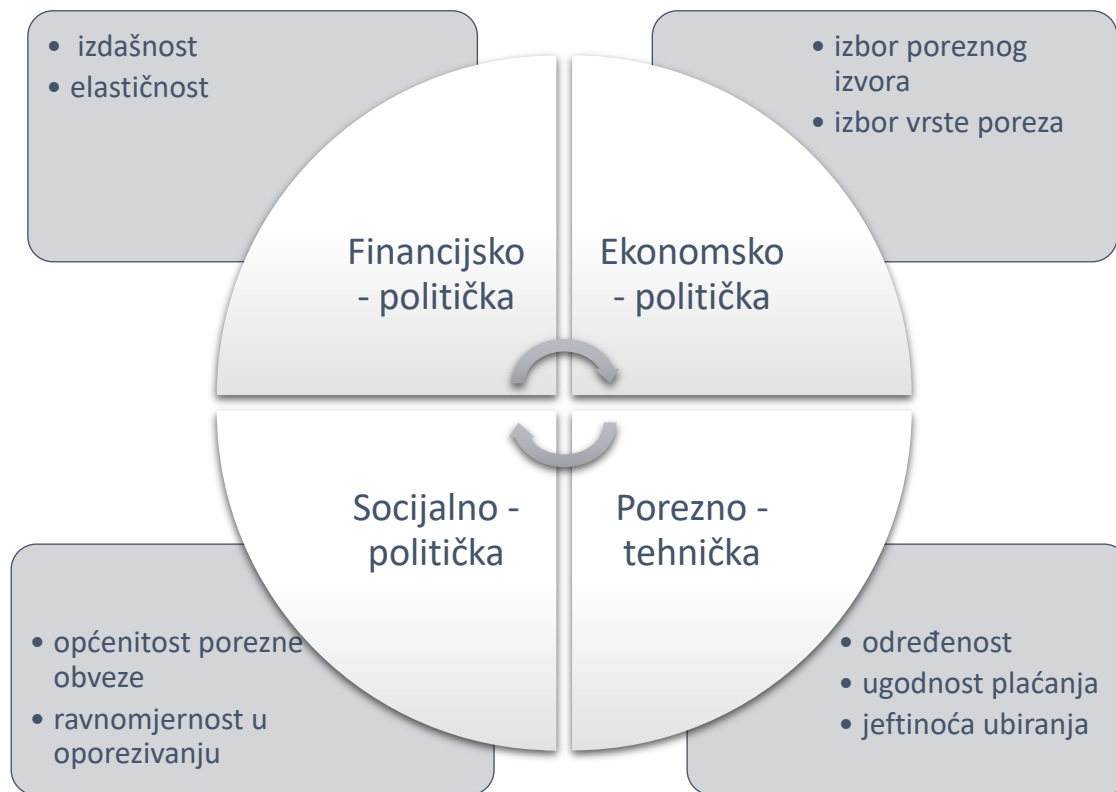 • izdašnost
• elastičnost
• izbor poreznog
izvora
• izbor vrste poreza
Financijsko
- politička
Ekonomsko
- politička
Socijalno -
politička
Porezno -
tehnička
• općenitost porezne
obveze
• ravnomjernost u
oporezivanju
• određenost
• ugodnost plaćanja
• jeftinoća ubiranja